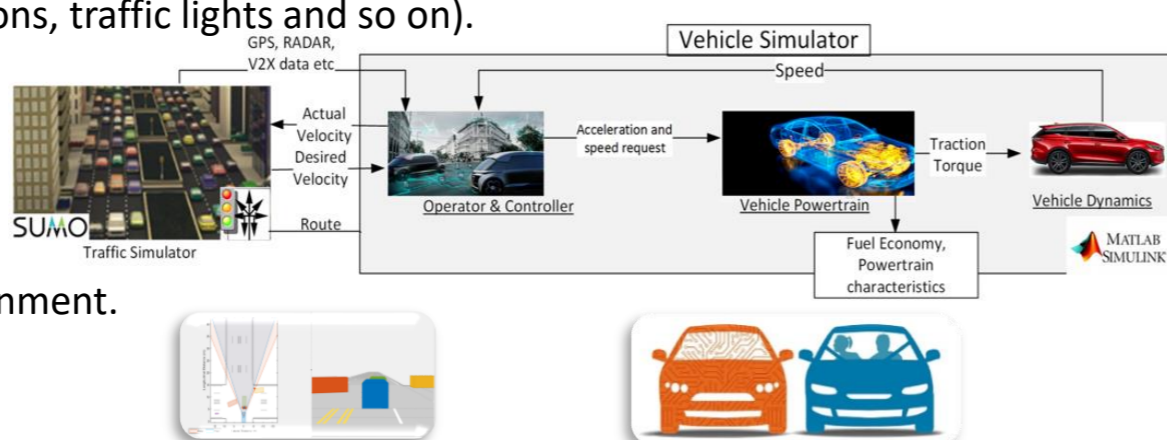 ons, traffic lights and so on).
GPS, RADAR,
V2X data etc
Vehicle Simulator
Speed
Actual
Velocity
Desired
Velocity
Route
Acceleration and
speed request
Traction
Torque
SUMO
Traffic Simulator
Operator & Controller
Vehicle Powertrain
Vehicle Dynamics
Fuel Economy,
Powertrain
characteristics
MATLAB
SIMULINK
nment.